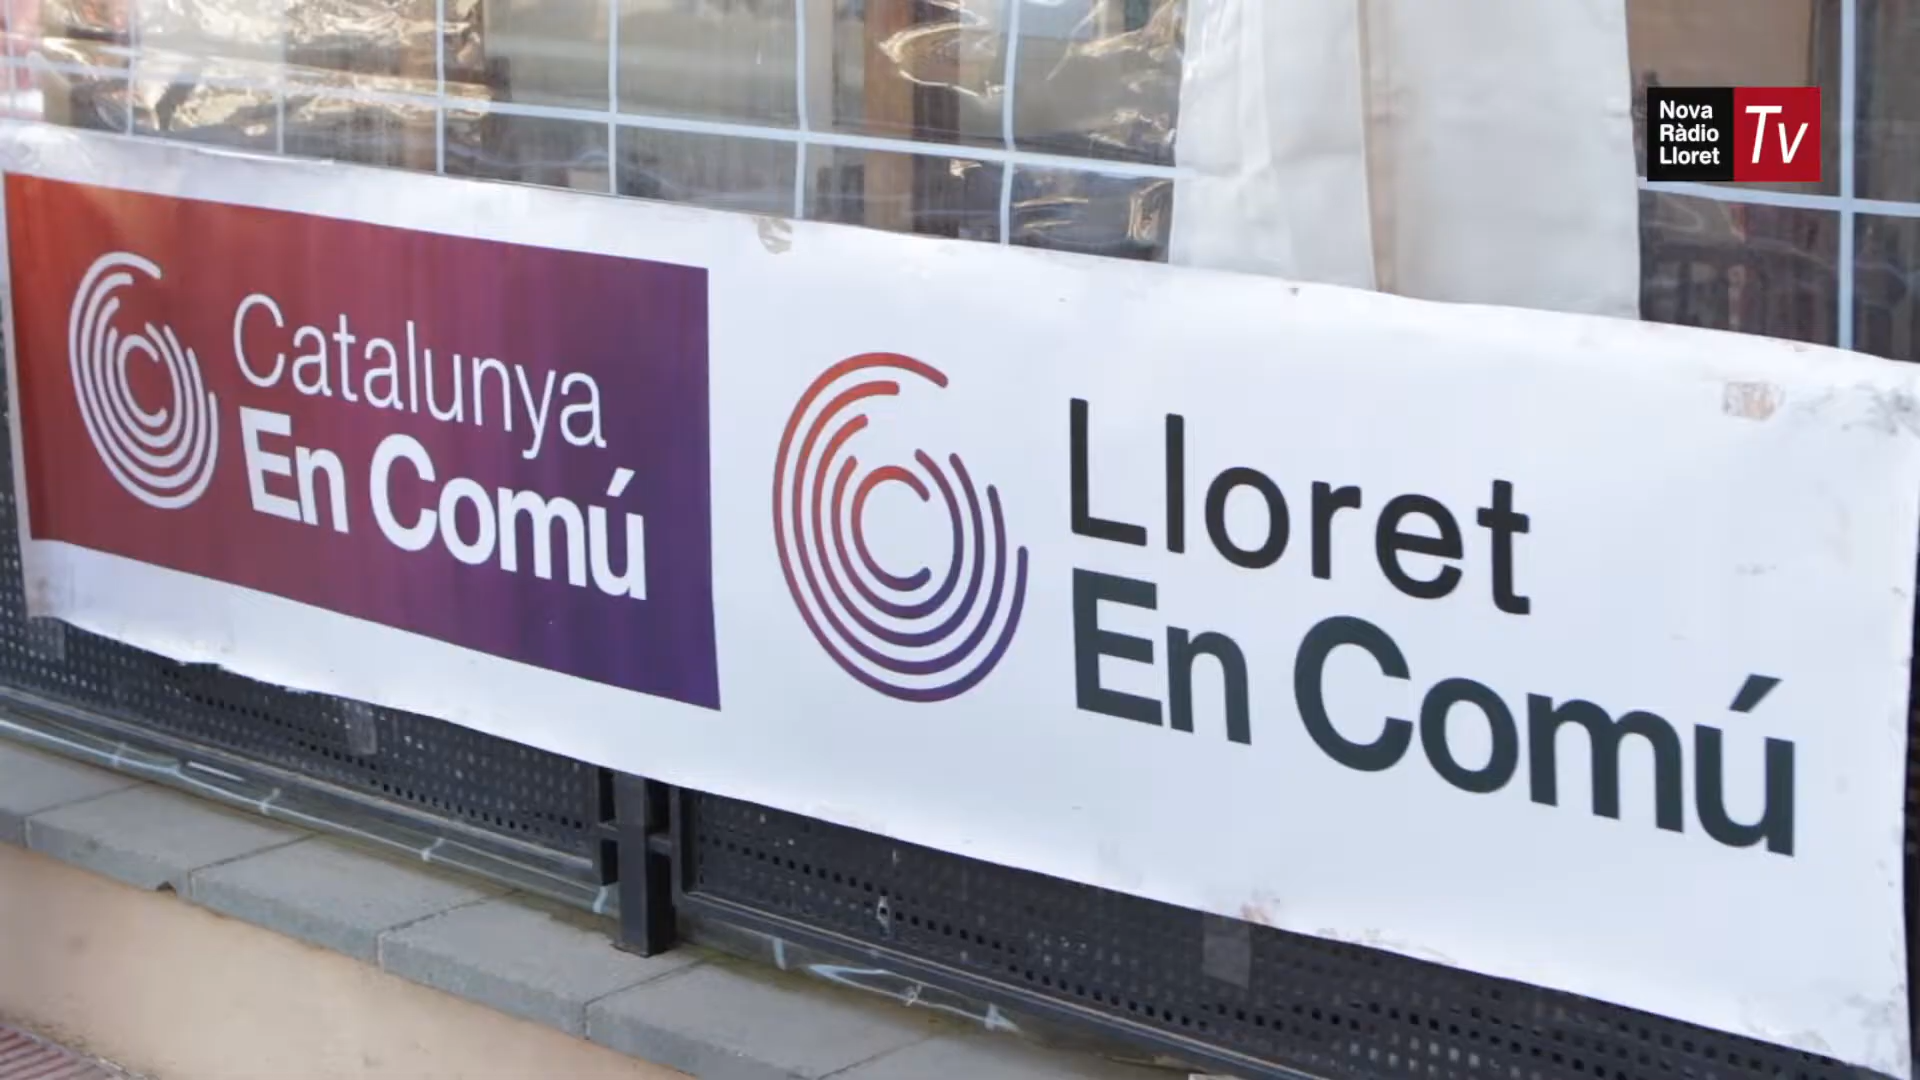 Nova
Ràdio
Lloret
Tv
Catalunya
En Comú
Lloret
En Comú